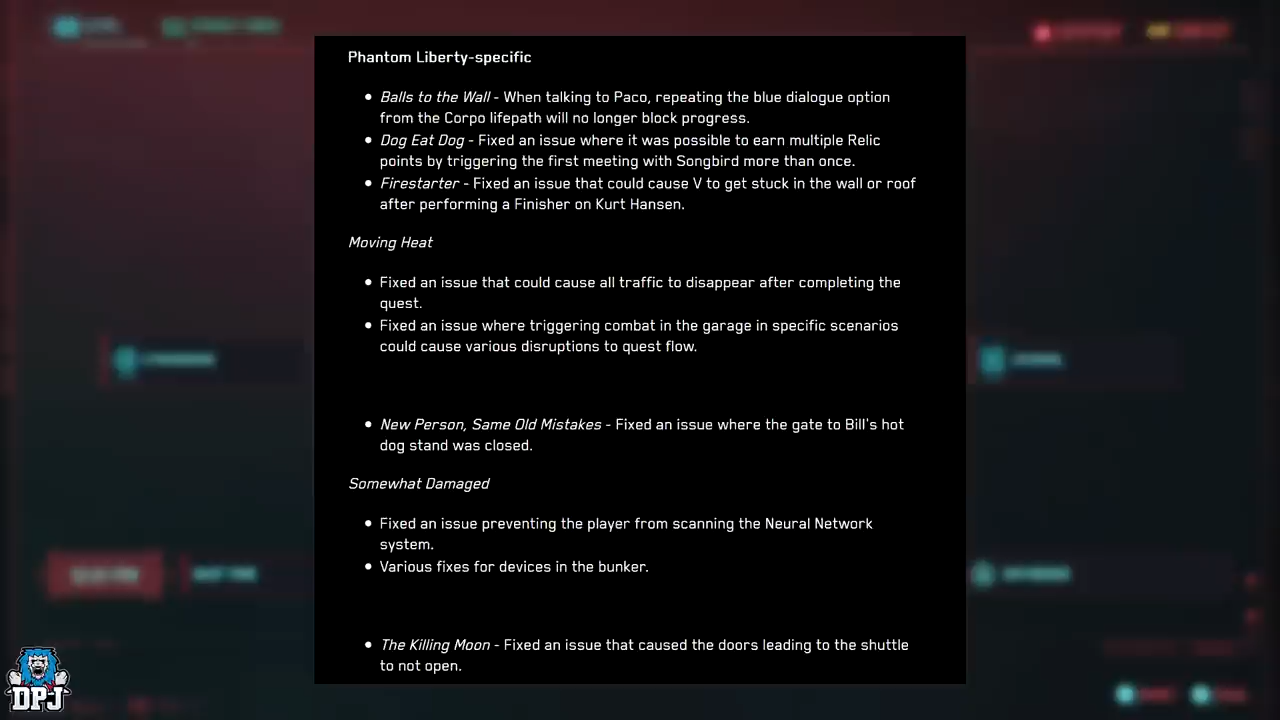 Phantom Liberty-specific
• Balls to the Wall - When talking to Paco, repeating the blue dialogue option
from the Corpo lifepath will no longer block progress.
• Dog Eat Dog - Fixed an issue where it was possible to earn multiple Relic
points by triggering the first meeting with Songbird more than once.
• Firestarter - Fixed an issue that could cause V to get stuck in the wall or roof
after performing a Finisher on Kurt Hansen.
Moving Heat
• Fixed an issue that could cause all traffic to disappear after completing the
quest.
• Fixed an issue where triggering combat in the garage in specific scenarios
could cause various disruptions to quest flow.
• New Person, Same Old Mistakes - Fixed an issue where the gate to Bill's hot
dog stand was closed.
Somewhat Damaged
• Fixed an issue preventing the player from scanning the Neural Network
system.
• Various fixes for devices in the bunker.
• The Killing Moon - Fixed an issue that caused the doors leading to the shuttle
to not open.
DPJ